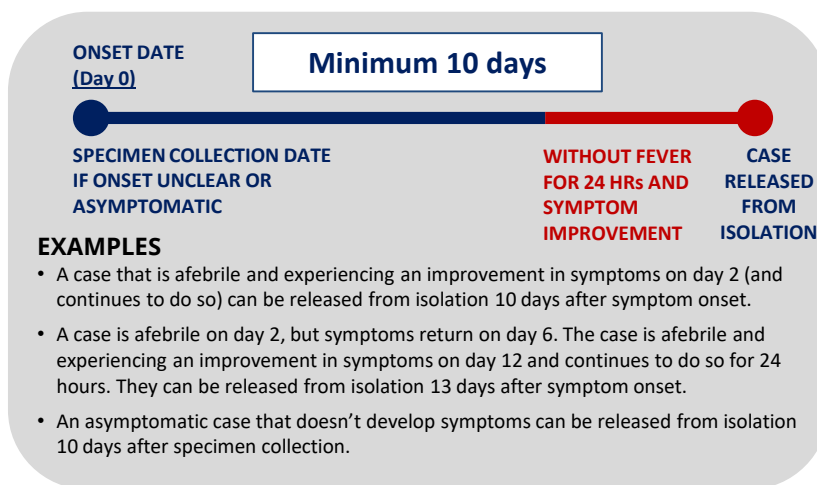 ONSET DATE
(Day 0)
Minimum 10 days
SPECIMEN COLLECTION DATE
IF ONSET UNCLEAR OR
ASYMPTOMATIC
WITHOUT FEVER
FOR 24 HRs AND
SYMPTOM
IMPROVEMENT
CASE
RELEASED
FROM
ISOLATION
EXAMPLES
• A case that is afebrile and experiencing an improvement in symptoms on day 2 (and
continues to do so) can be released from isolation 10 days after symptom onset.
• A case is afebrile on day 2, but symptoms return on day 6. The case is afebrile and
experiencing an improvement in symptoms on day 12 and continues to do so for 24
hours. They can be released from isolation 13 days after symptom onset.
• An asymptomatic case that doesn’t develop symptoms can be released from isolation
10 days after specimen collection.